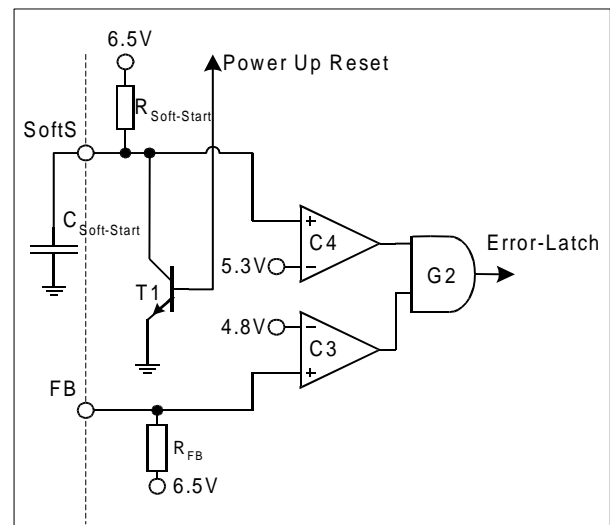 6.5V
Power Up Reset
R Soft-Start
SoftS
C Soft-Start
C4
Error-Latch
G2
5.3V
T1
4.8V
C3
FB
R FB
6.5V